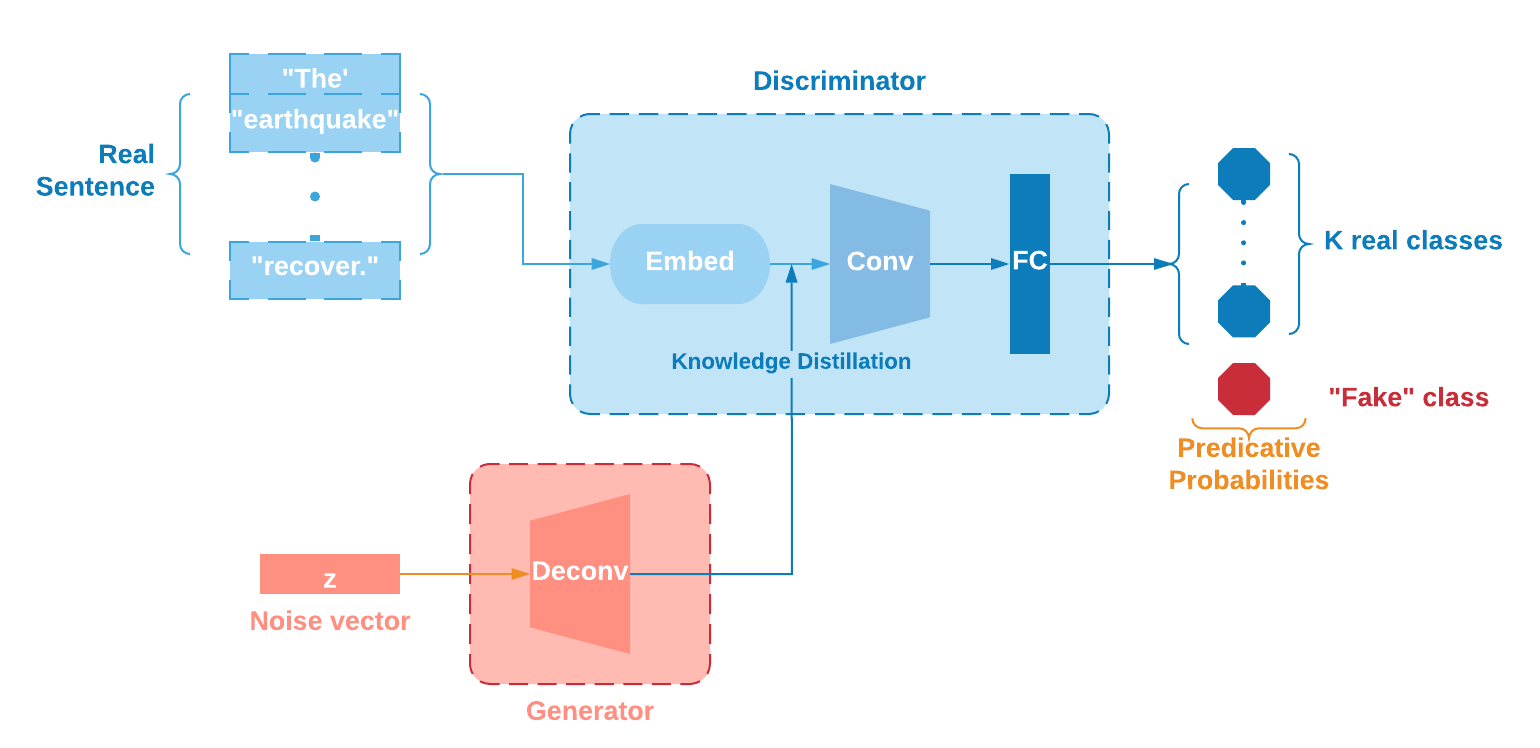 "The'
"earthquake"
"recover."
Real
Sentence
Discriminator
Embed
Conv
FC
Knowledge Distillation
K real classes
"Fake" class
Predicative
Probabilities
z
Noise vector
Deconv
Generator